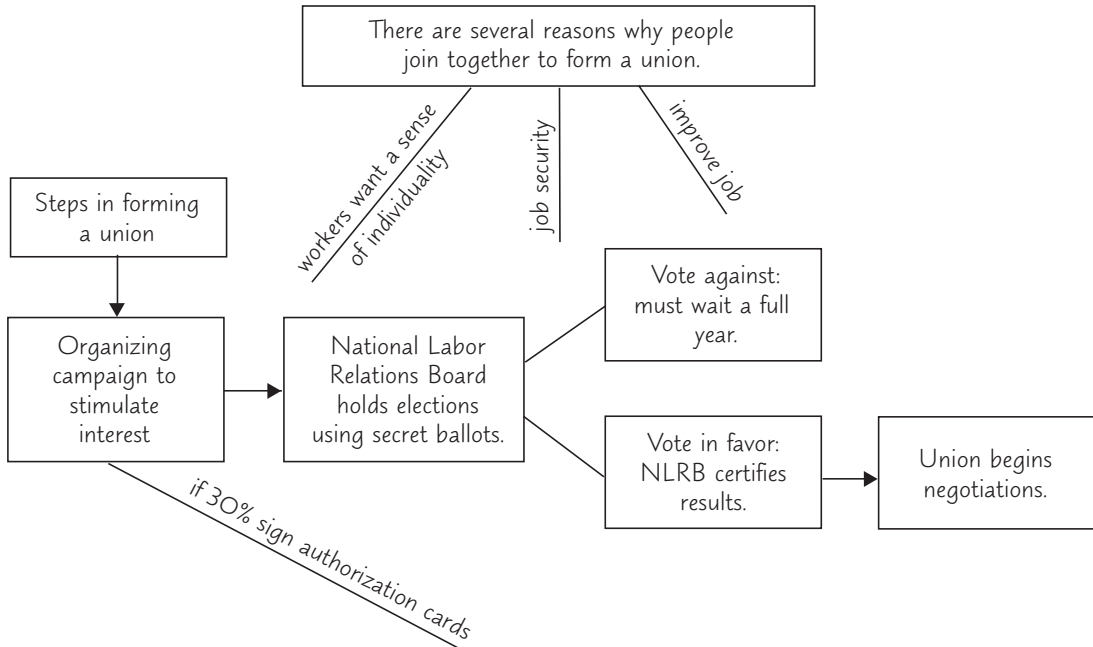 There are several reasons why people
join together to form a union.
workers want a sense
of individuality
job security
improve job
Steps in forming
a union
Organizing
campaign to
stimulate
interest
if 30% sign authorization cards
National Labor
Relations Board
holds elections
using secret ballots.
Vote against:
must wait a full
year.
Vote in favor:
NLRB certifies
results.
Union begins
negotiations.